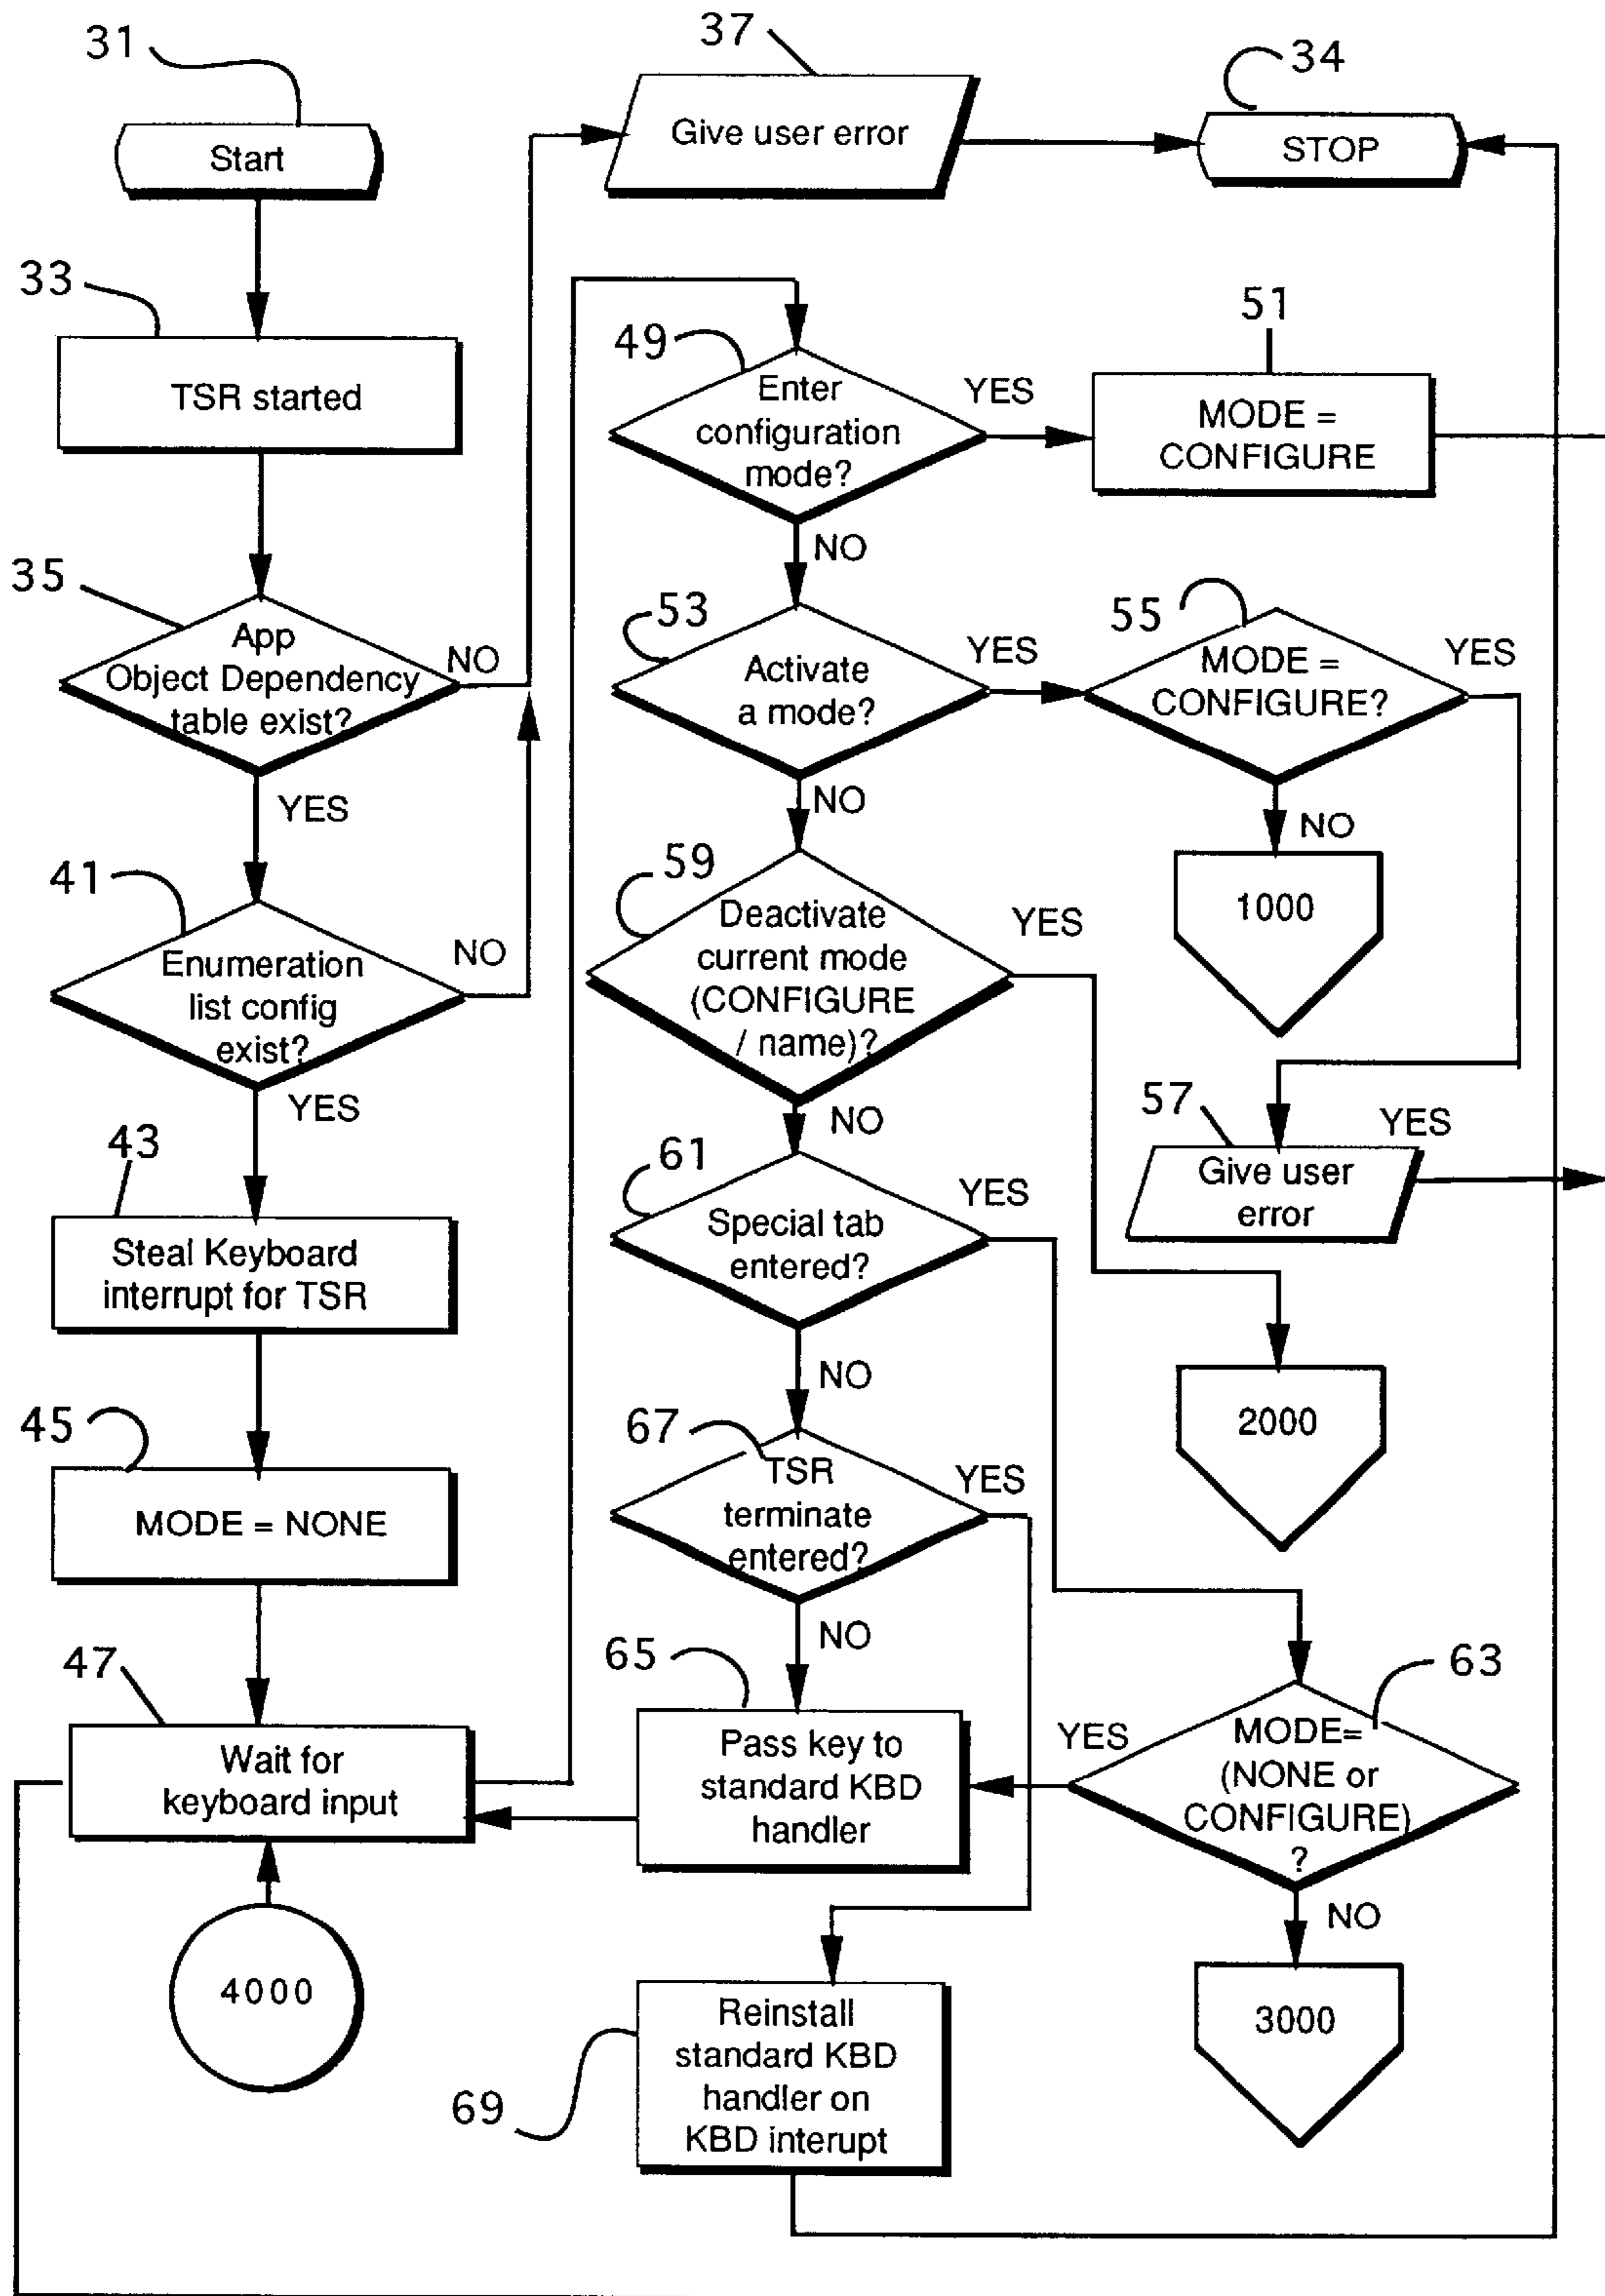 31
Start
33
TSR started
35
App
Object Dependency
table exist?
NO
YES
41
Enumeration
list config
exist?
NO
YES
43
Steal Keyboard
interrupt for TSR
45
MODE = NONE
47
Wait for
keyboard input
4000
37
Give user error
34
STOP
49
Enter
configuration
mode?
YES
NO
51
MODE =
CONFIGURE
53
Activate
a mode?
YES
NO
55
MODE =
CONFIGURE?
YES
NO
1000
57
YES
Give user
error
59
Deactivate
current mode
(CONFIGURE
/ name)?
YES
NO
2000
61
Special tab
entered?
YES
NO
67
TSR
terminate
entered?
YES
NO
65
Pass key to
standard KBD
handler
63
YES
MODE=
(NONE or
CONFIGURE)
?
NO
3000
69
Reinstall
standard KBD
handler on
KBD interupt